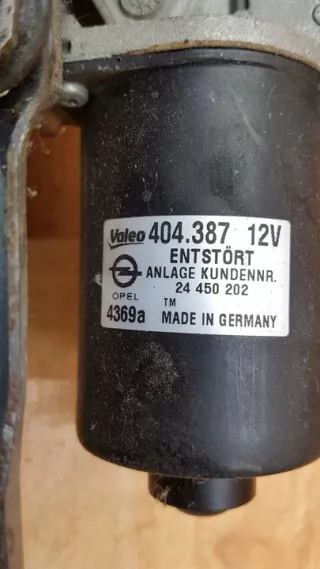 Valeo 404.387 12V
ENTSTÖRT
ANLAGE KUNDENNR.
24 450 202
OPEL
TM
4369a MADE IN GERMANY